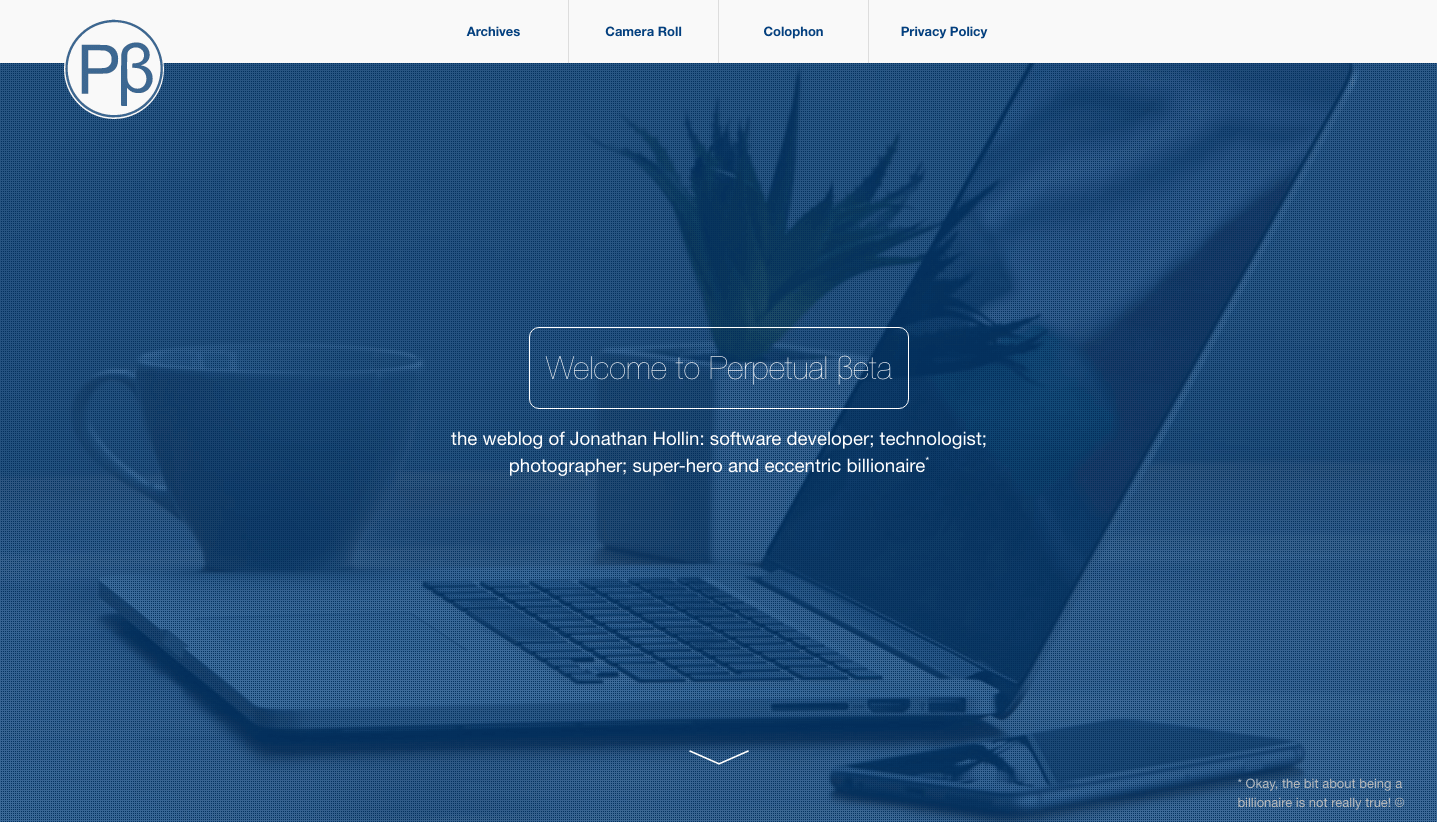 Pβ
Archives
Camera Roll
Colophon
Privacy Policy
Welcome to Perpetual βeta
the weblog of Jonathan Hollin: software developer; technologist;
photographer; super-hero and eccentric billionaire*
* Okay, the bit about being a
billionaire is not really true! ☺